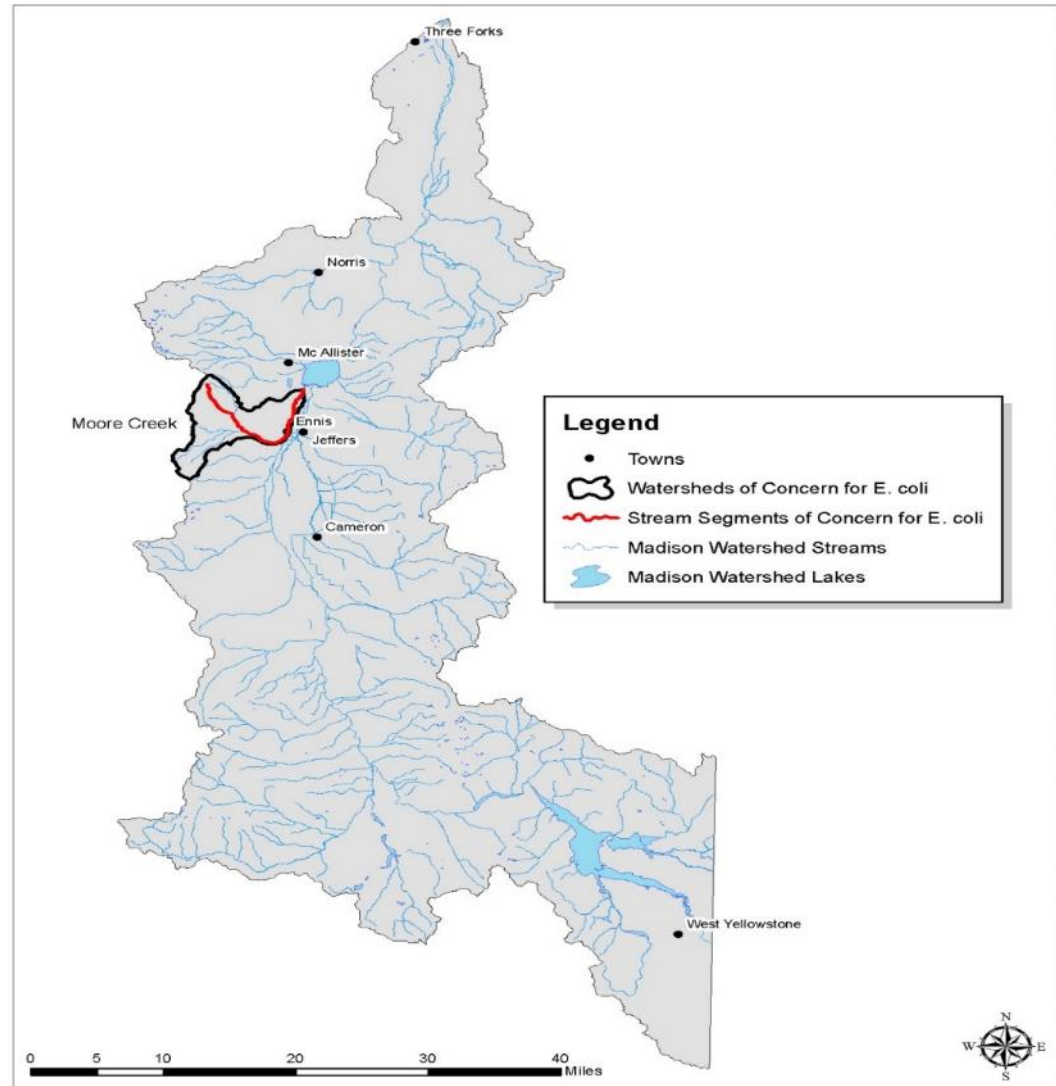 Three Forks
Norris
Mc Allister
Moore Creek
Ennis
Jeffers
Cameron
Legend
Towns
Watersheds of Concern for E. coli
Stream Segments of Concern for E. coli
Madison Watershed Streams
Madison Watershed Lakes
West Yellowstone
0 5 10 20 30 40
Miles
N
W E
S